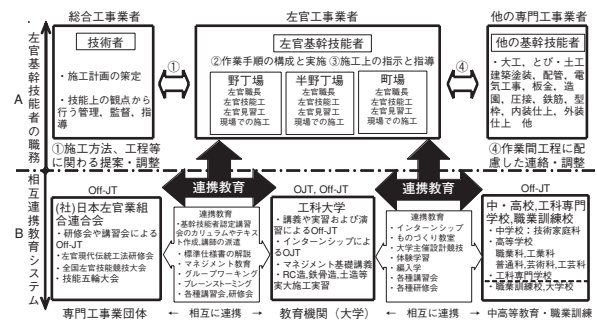 総合工事業者
左官工事業者
他の専門工事業者
左官基幹技能者の職務
A
技術者
・施工計画の策定
・技能上の観点から
行う管理、監督、指
導
①
左官基幹技能者
②作業手順の構成と実施 ③施工上の指示と指導
野丁場
左官職長
左官技能工
左官見習工
現場での施工
半野丁場
左官職長
左官技能工
左官見習工
現場での施工
町場
左官職長
左官技能工
左官見習工
現場での施工
④
他の基幹技能者
・大工、とび・土工
建築塗装、配管、電
気工事、板金、造
園、圧接、鉄筋、型
枠、内装仕上、外装
仕上 他
①施工方法、工程等
に関わる提案・調整
④作業間工程に配
慮した連絡・調整
相互連携教育システム
B
Off-JT
連携教育
OJT, Off-JT
連携教育
Off-JT
(社)日本左官業組
合連合会
・研修会や講習会による
Off-JT
・左官現代伝統工法研修会
・全国左官技能競技大会
・技能五輪大会
連携教育
・基幹技能者認定講習
会のカリュラムやテキス
ト作成,講師の派遣
・標準仕様書の解説
・マネジメント教育
・グループワーキング
・ブレーンストーミング
・各種講習会,研修会
工科大学
・講義や実習および演
習によるOff-JT
・インターンシップに
よるOJT
・マネジメント基礎講義
・RC造,鉄骨造,土造等
実大施工実習
連携教育
・インターンシップ
・ものづくり教室
・大学主催設計競技
・体験学習
・編入学
・各種講習会
・各種研修会
中・高校,工科専門
学校,職業訓練校
・中学校：技術家庭科
・高等学校
職業科,工業科
普通科,芸術科,工芸科
・工科専門学校
・職業訓練校,大学校
専門工事業団体
← 相互に連携 →
教育機関（大学）
← 相互に連携 →
中高等教育・職業訓練